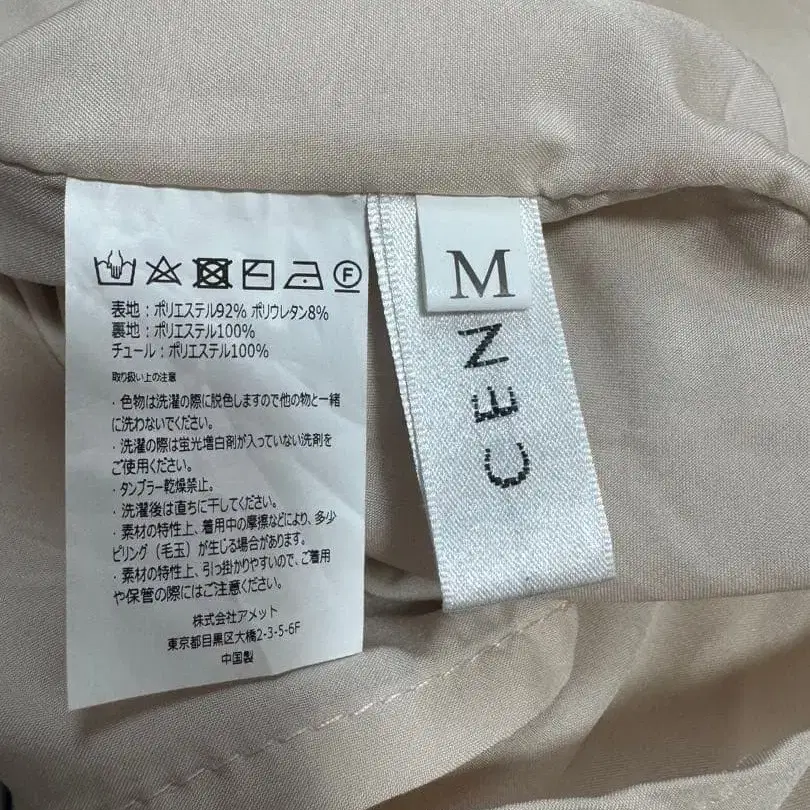 F
表地：ポリエステル92% ポリウレタン8%
裏地：ポリエステル100%
チュール：ポリエステル100%
取り扱い上の注意
・色物は洗濯の際に脱色しますので他の物と一緒
に洗わないでください。
・洗濯の際は蛍光増白剤が入っていない洗剤を
ご使用ください。
・タンブラー乾燥禁止。
・洗濯後は直ちに干してください。
・素材の特性上、着用中の摩擦などにより、多少
ピリング（毛玉）が生じる場合があります。
・素材の特性上、引っ掛かりやすいので、ご着用
や保管の際にはご注意ください。
株式会社アメット
東京都目黒区大橋2-3-5-6F
中国製
M
CEN